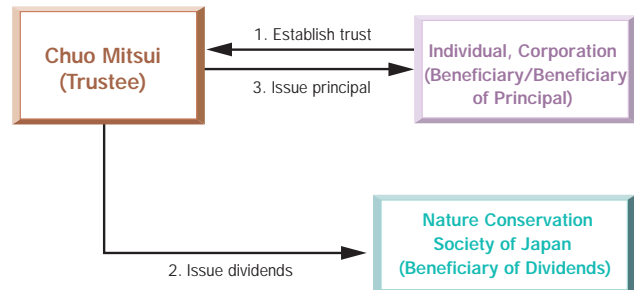 Chuo Mitsui
(Trustee)
1. Establish trust
3. Issue principal
Individual, Corporation
(Beneficiary/Beneficiary
of Principal)
2. Issue dividends
Nature Conservation
Society of Japan
(Beneficiary of Dividends)